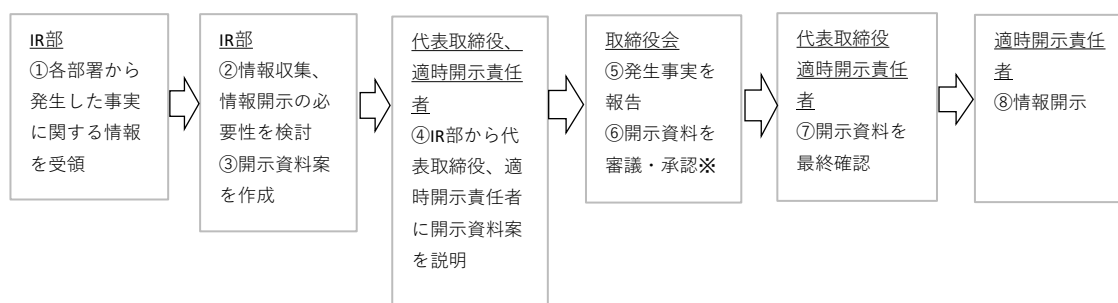 IR部
①各部署から
発生した事実
に関する情報
を受領
IR部
②情報収集、
情報開示の必
要性を検討
③開示資料案
を作成
代表取締役、
適時開示責任
者
④IR部から代
表取締役、適
時開示責任者
に開示資料案
を説明
取締役会
⑤発生事実を
報告
⑥開示資料を
審議・承認※
代表取締役
適時開示責任
者
⑦開示資料を
最終確認
適時開示責任
者
⑧情報開示